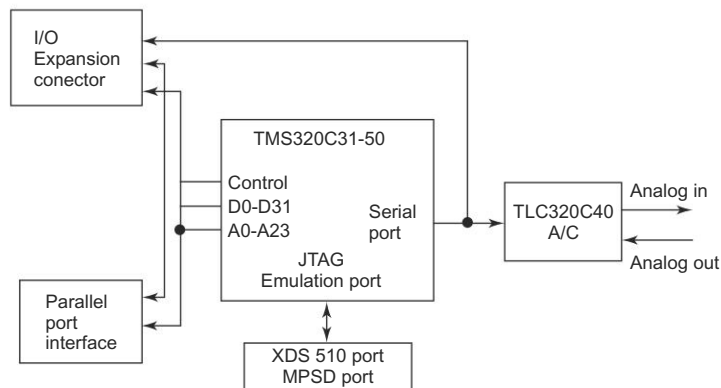 I/O
Expansion
conector
TMS320C31-50
Control
D0-D31
A0-A23
Serial
port
JTAG
Emulation port
TLC320C40
A/C
Analog in
Analog out
Parallel
port
interface
XDS 510 port
MPSD port